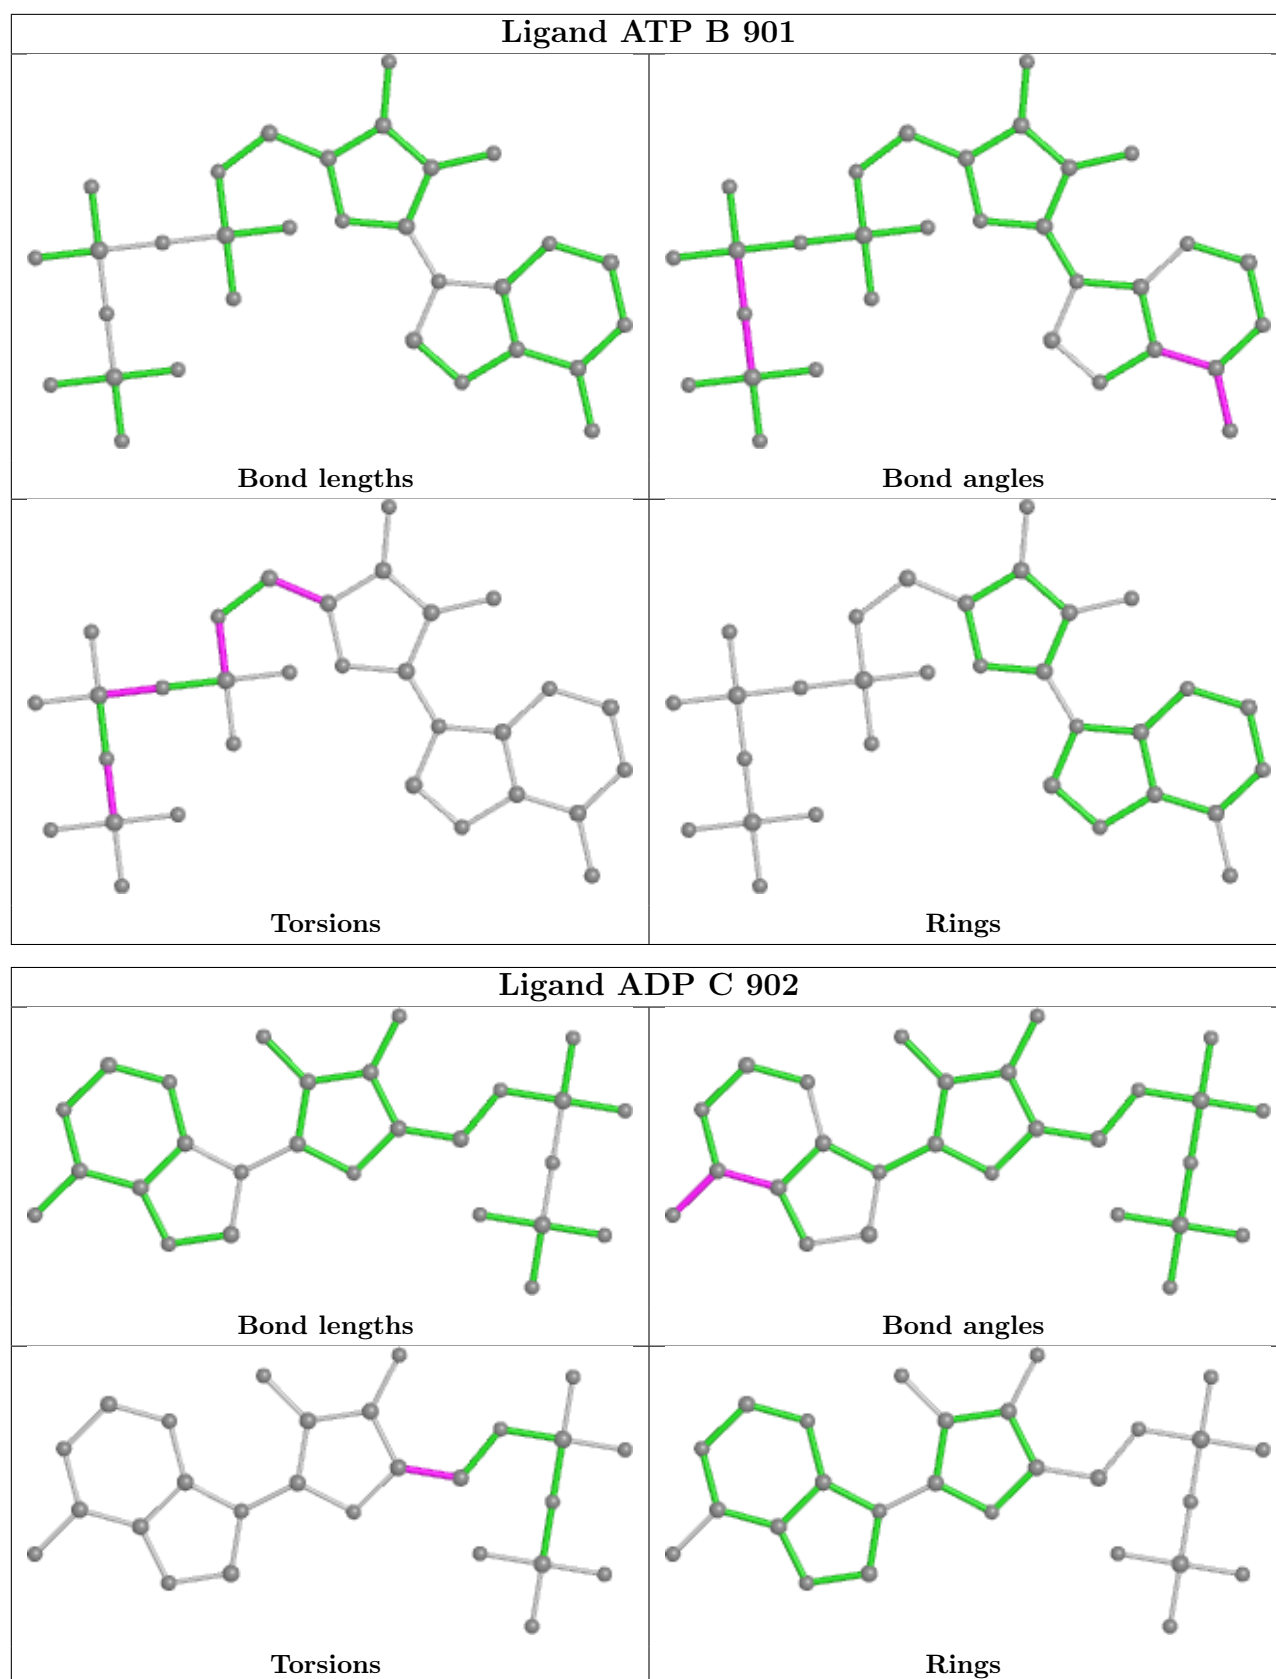 Ligand ATP B 901
Bond lengths
Bond angles
Torsions
Rings
Ligand ADP C 902
Bond lengths
Bond angles
Torsions
Rings